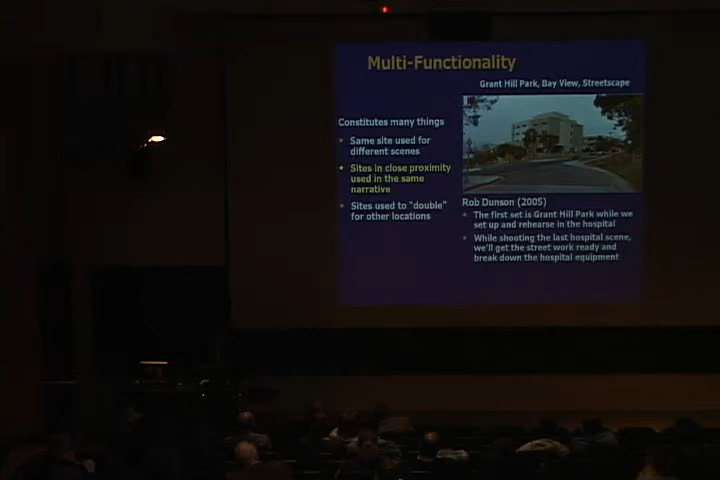 Multi-Functionality
Grant Hill Park, Bay View, Streetscape
Constitutes many things
• Same site used for
different scenes
• Sites in close proximity
used in the same
narrative
• Sites used to "double"
for other locations
Rob Dunson (2005)
• The first set is Grant Hill Park while we
set up and rehearse in the hospital
• While shooting the last hospital scene,
we'll get the street work ready and
break down the hospital equipment